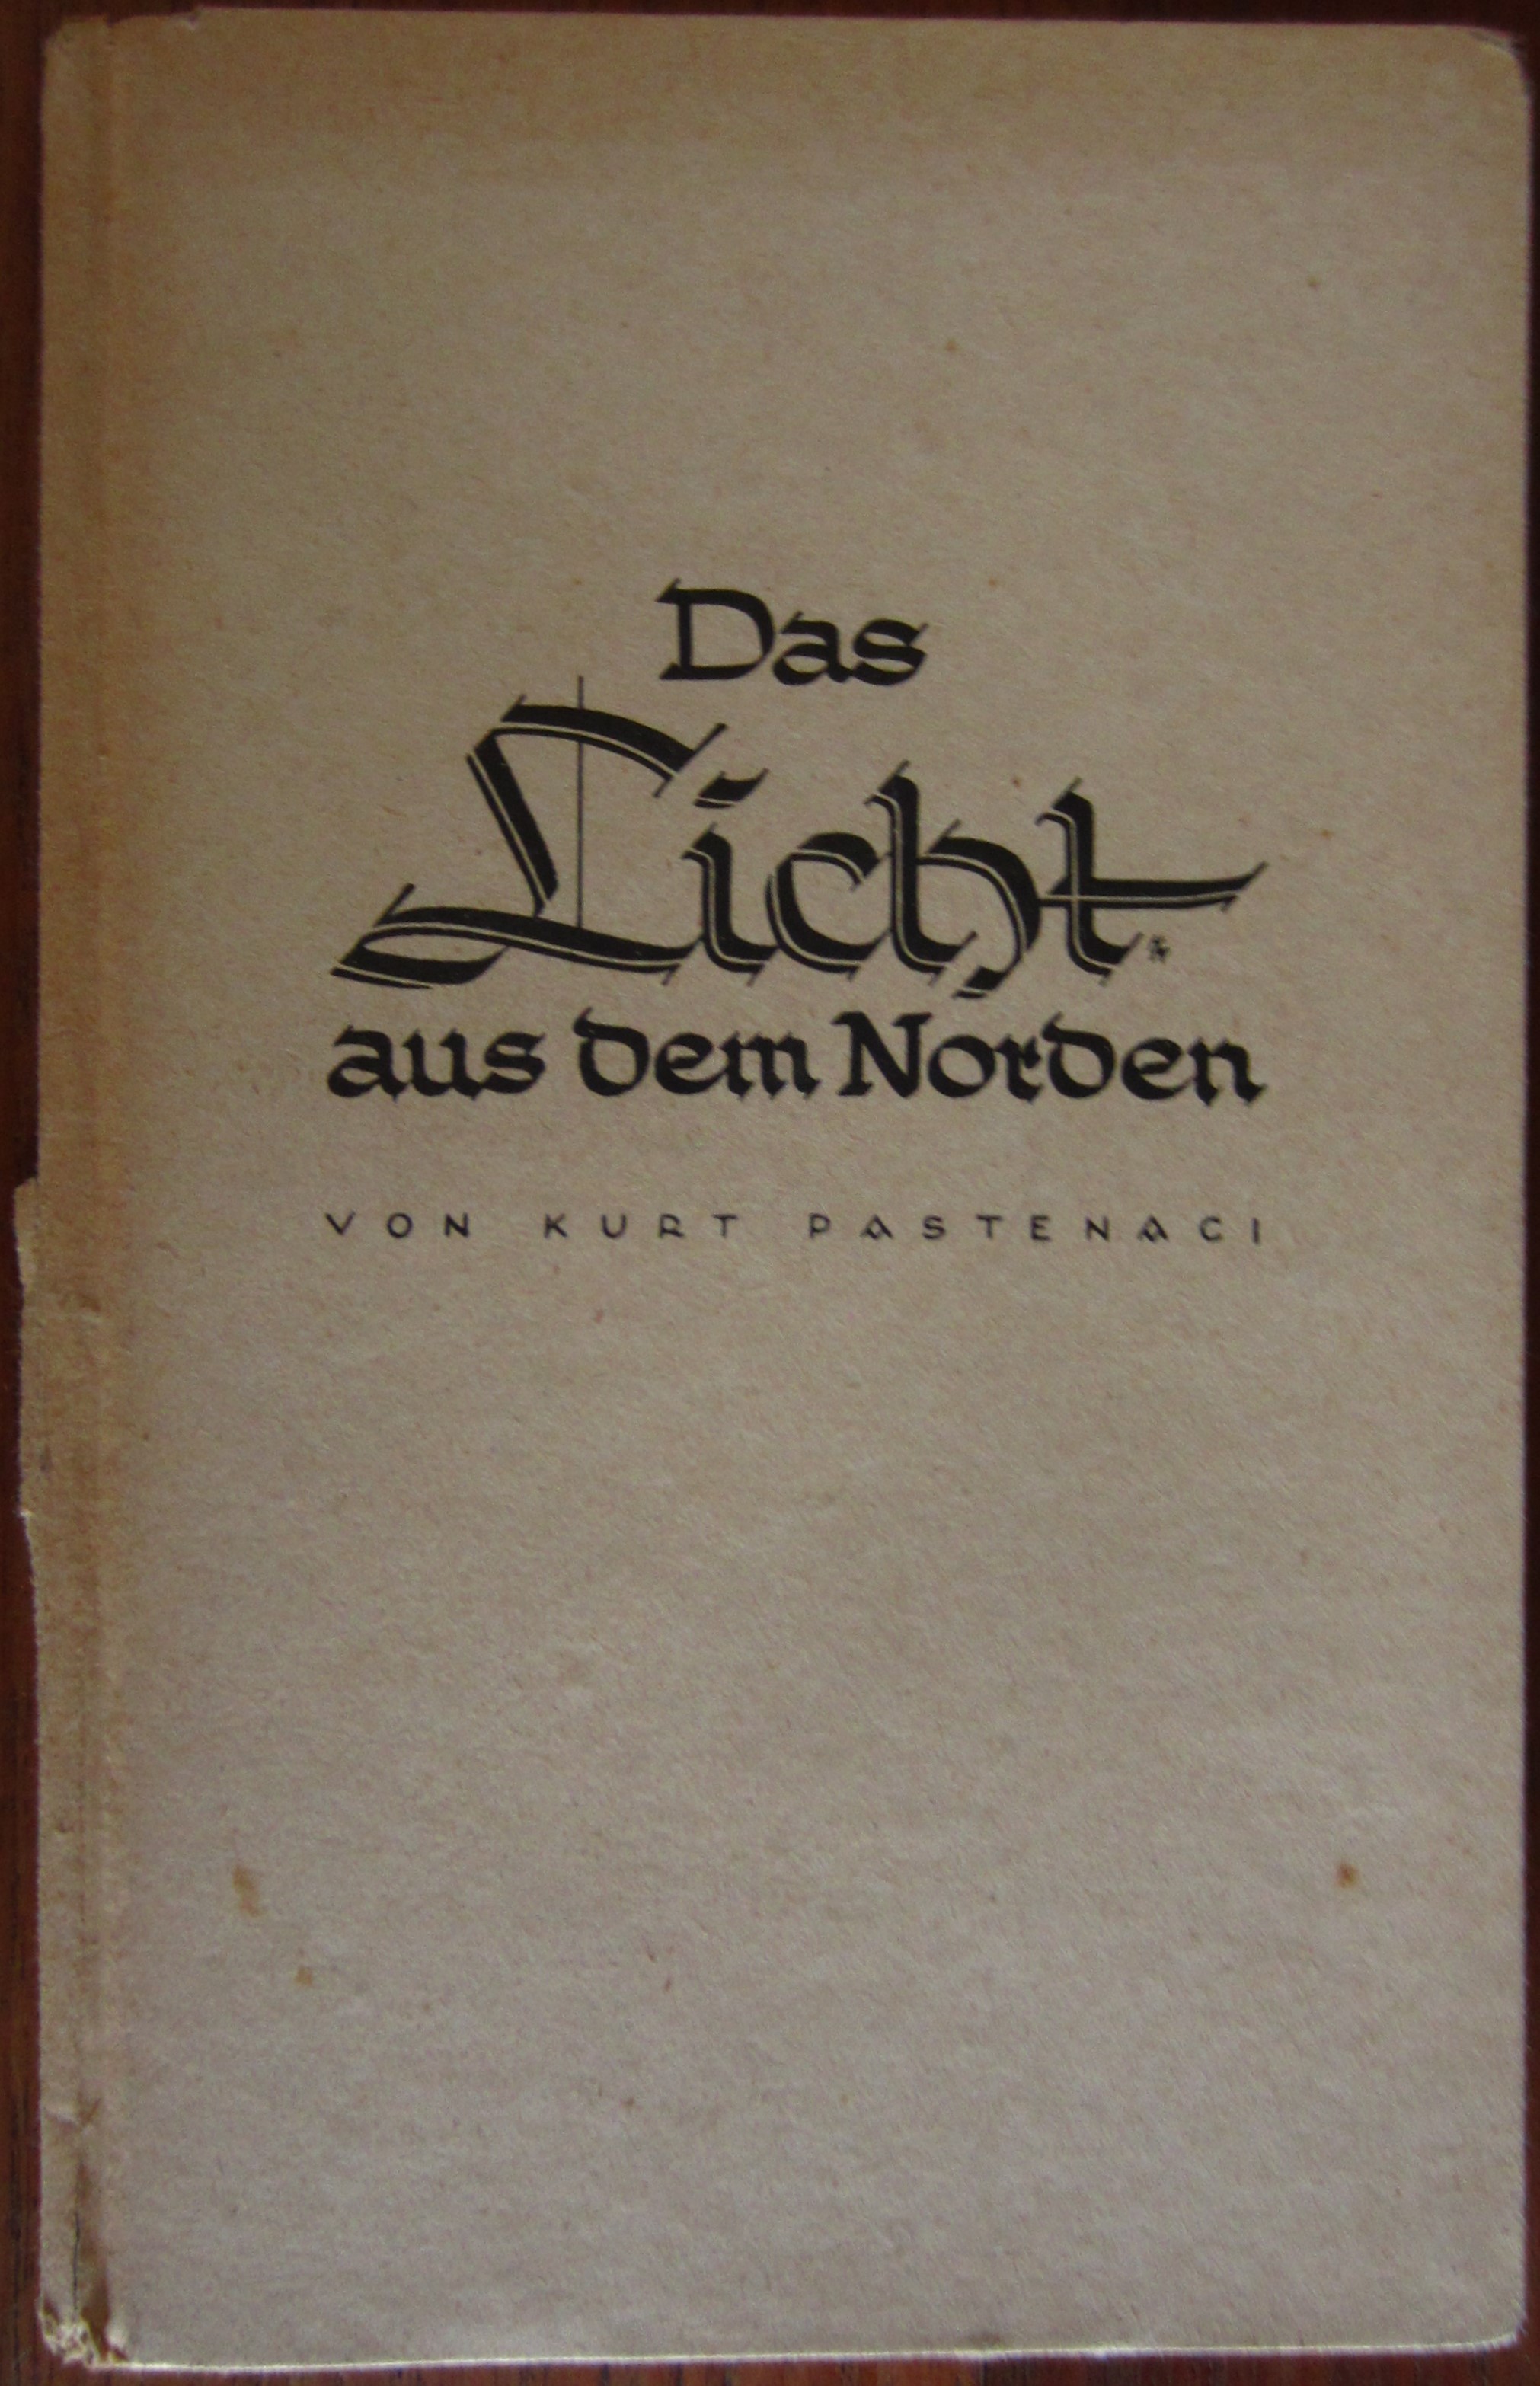 Das
Licht
aus dem Norden
VON KURT PASTENACI